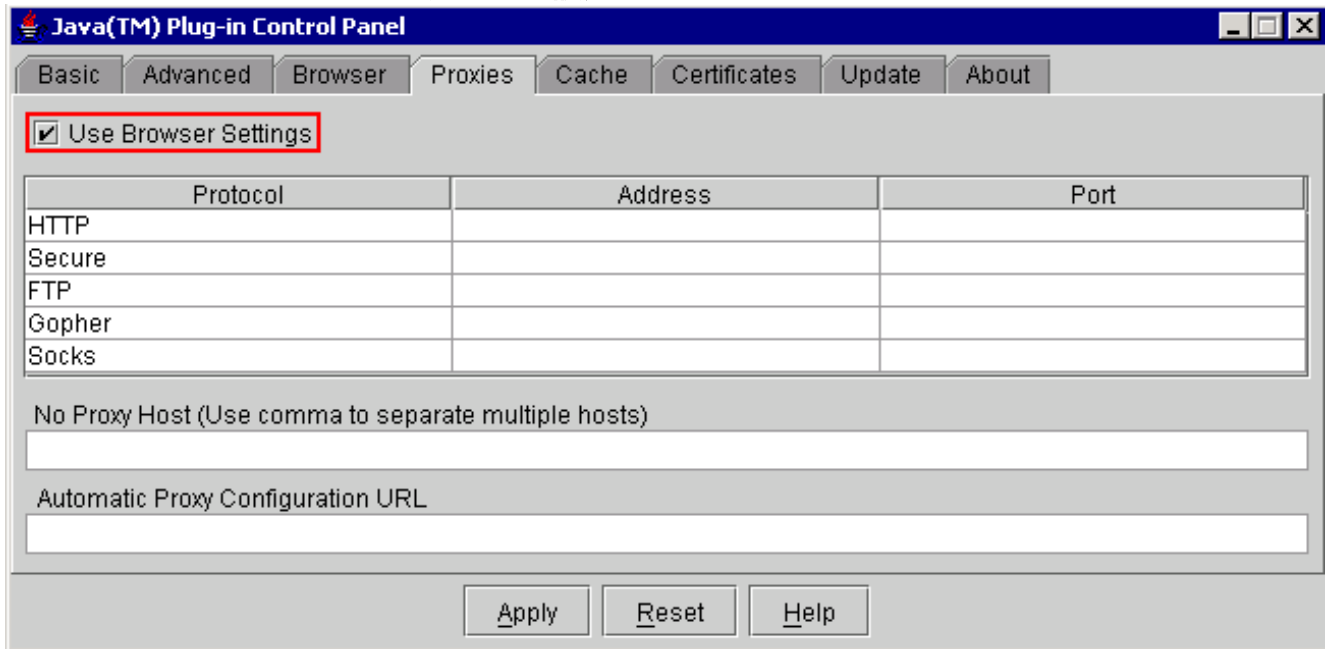 Java(TM) Plug-in Control Panel
Basic Advanced Browser Proxies Cache Certificates Update About
Use Browser Settings
Protocol Address Port
HTTP
Secure
FTP
Gopher
Socks
No Proxy Host (Use comma to separate multiple hosts)
Automatic Proxy Configuration URL
Apply Reset Help